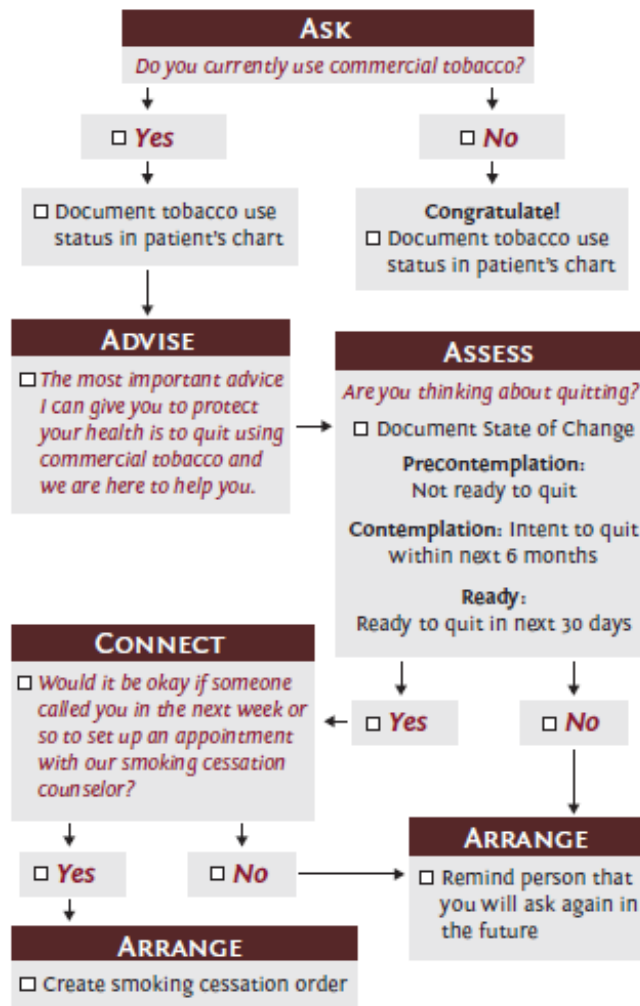 ASK
Do you currently use commercial tobacco?
☐ Yes
☐ No
☐ Document tobacco use
status in patient's chart
Congratulate!
☐ Document tobacco use
status in patient's chart
ADVISE
☐ The most important advice
I can give you to protect
your health is to quit using
commercial tobacco and
we are here to help you.
ASSESS
Are you thinking about quitting?
☐ Document State of Change
Precontemplation:
Not ready to quit
Contemplation: Intent to quit
within next 6 months
Ready:
Ready to quit in next 30 days
☐ Yes
☐ No
CONNECT
☐ Would it be okay if someone
called you in the next week or
so to set up an appointment
with our smoking cessation
counselor?
☐ Yes
☐ No
ARRANGE
☐ Remind person that
you will ask again in
the future
ARRANGE
☐ Create smoking cessation order